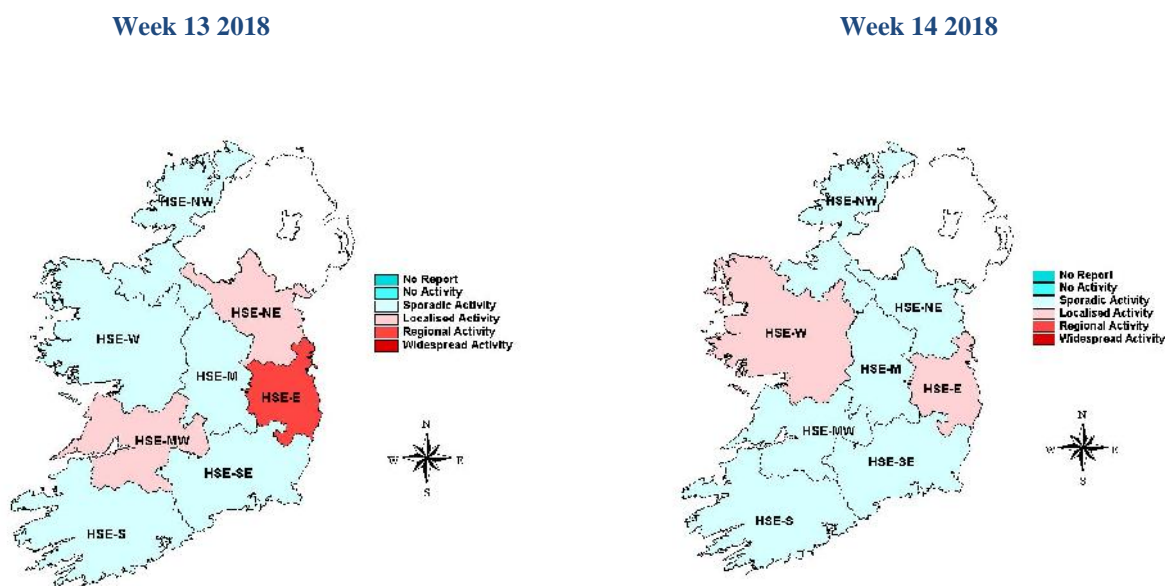 Week 13 2018
Week 14 2018
HSE-NW
HSE-NE
HSE-W
HSE-M
HSE-E
HSE-MW
HSE-SE
HSE-S
No Report
No Activity
Sporadic Activity
Localised Activity
Regional Activity
Widespread Activity
N
W E
S
HSE-NW
HSE-NE
HSE-W
HSE-M
HSE-E
HSE-MW
HSE-SE
HSE-S
No Report
No Activity
Sporadic Activity
Localised Activity
Regional Activity
Widespread Activity
N
W E
S